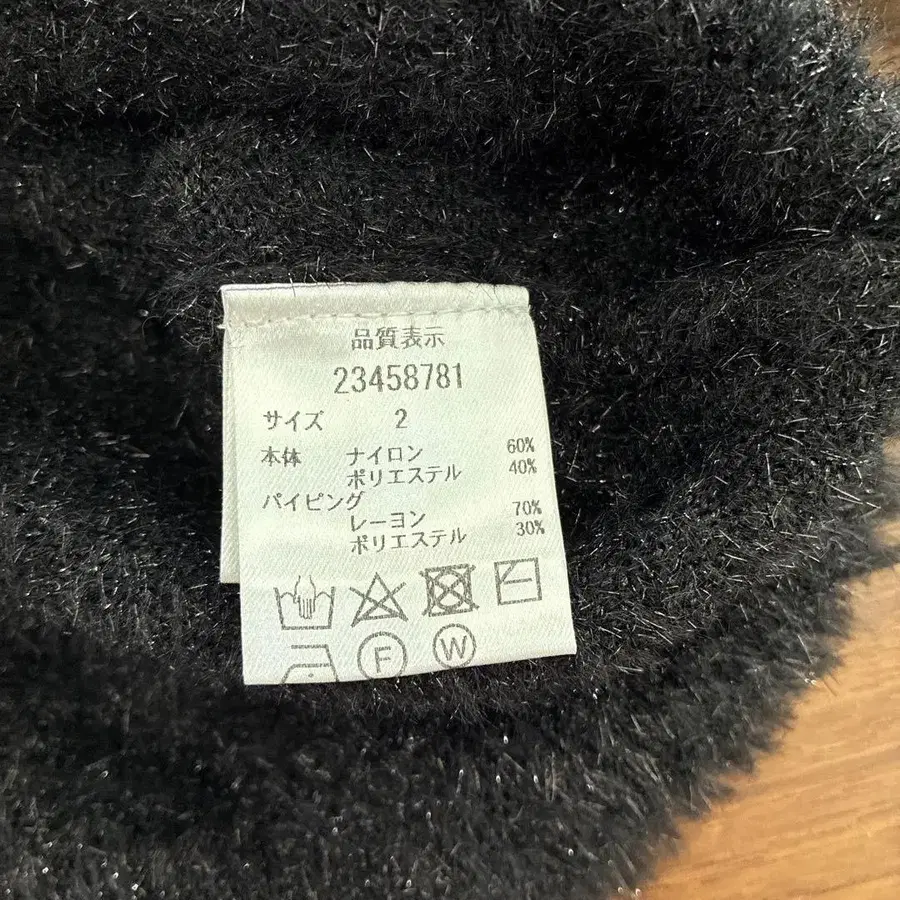 品質表示
23458781
サイズ 2
本体 ナイロン 60%
ポリエステル 40%
パイピング
レーヨン 70%
ポリエステル 30%
F W